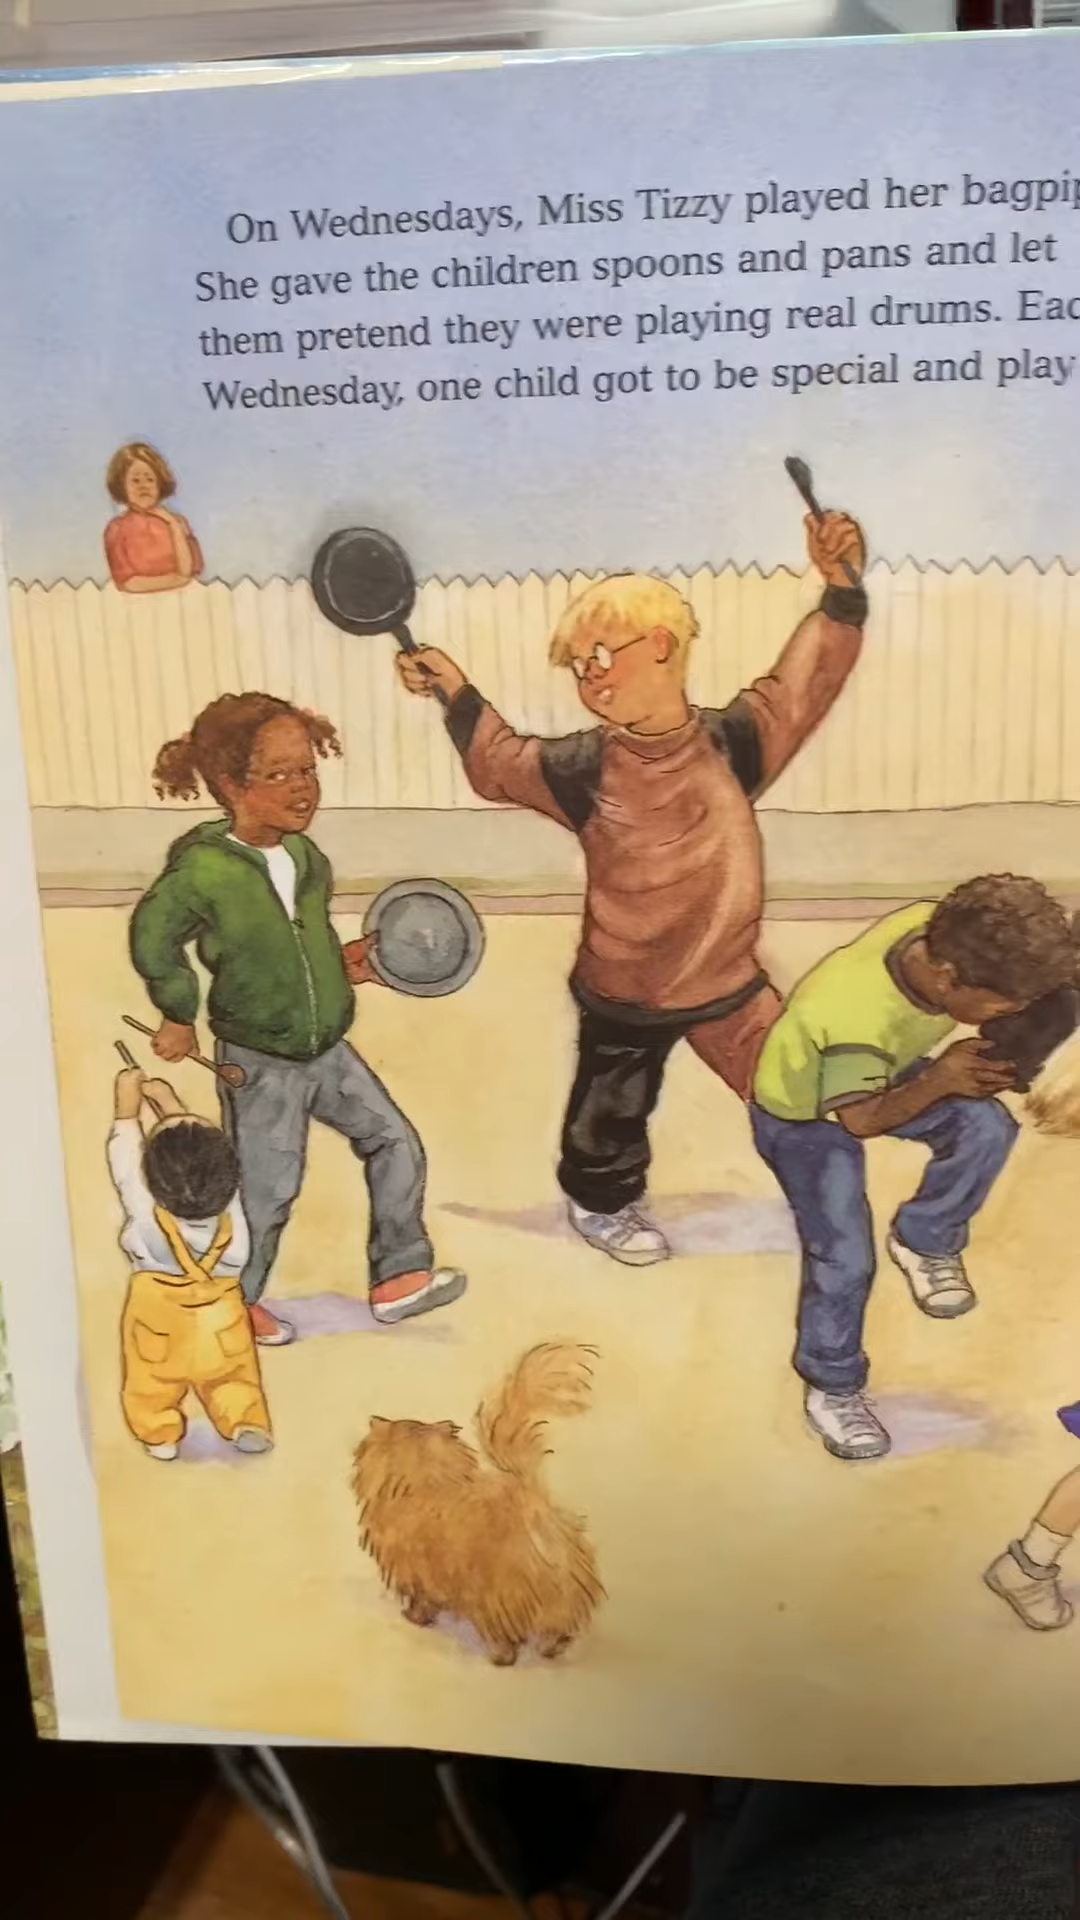 On Wednesdays, Miss Tizzy played her
She gave the children spoons and pans and let
them pretend they were playing real drums.
Wednesday, one child got to be special and play